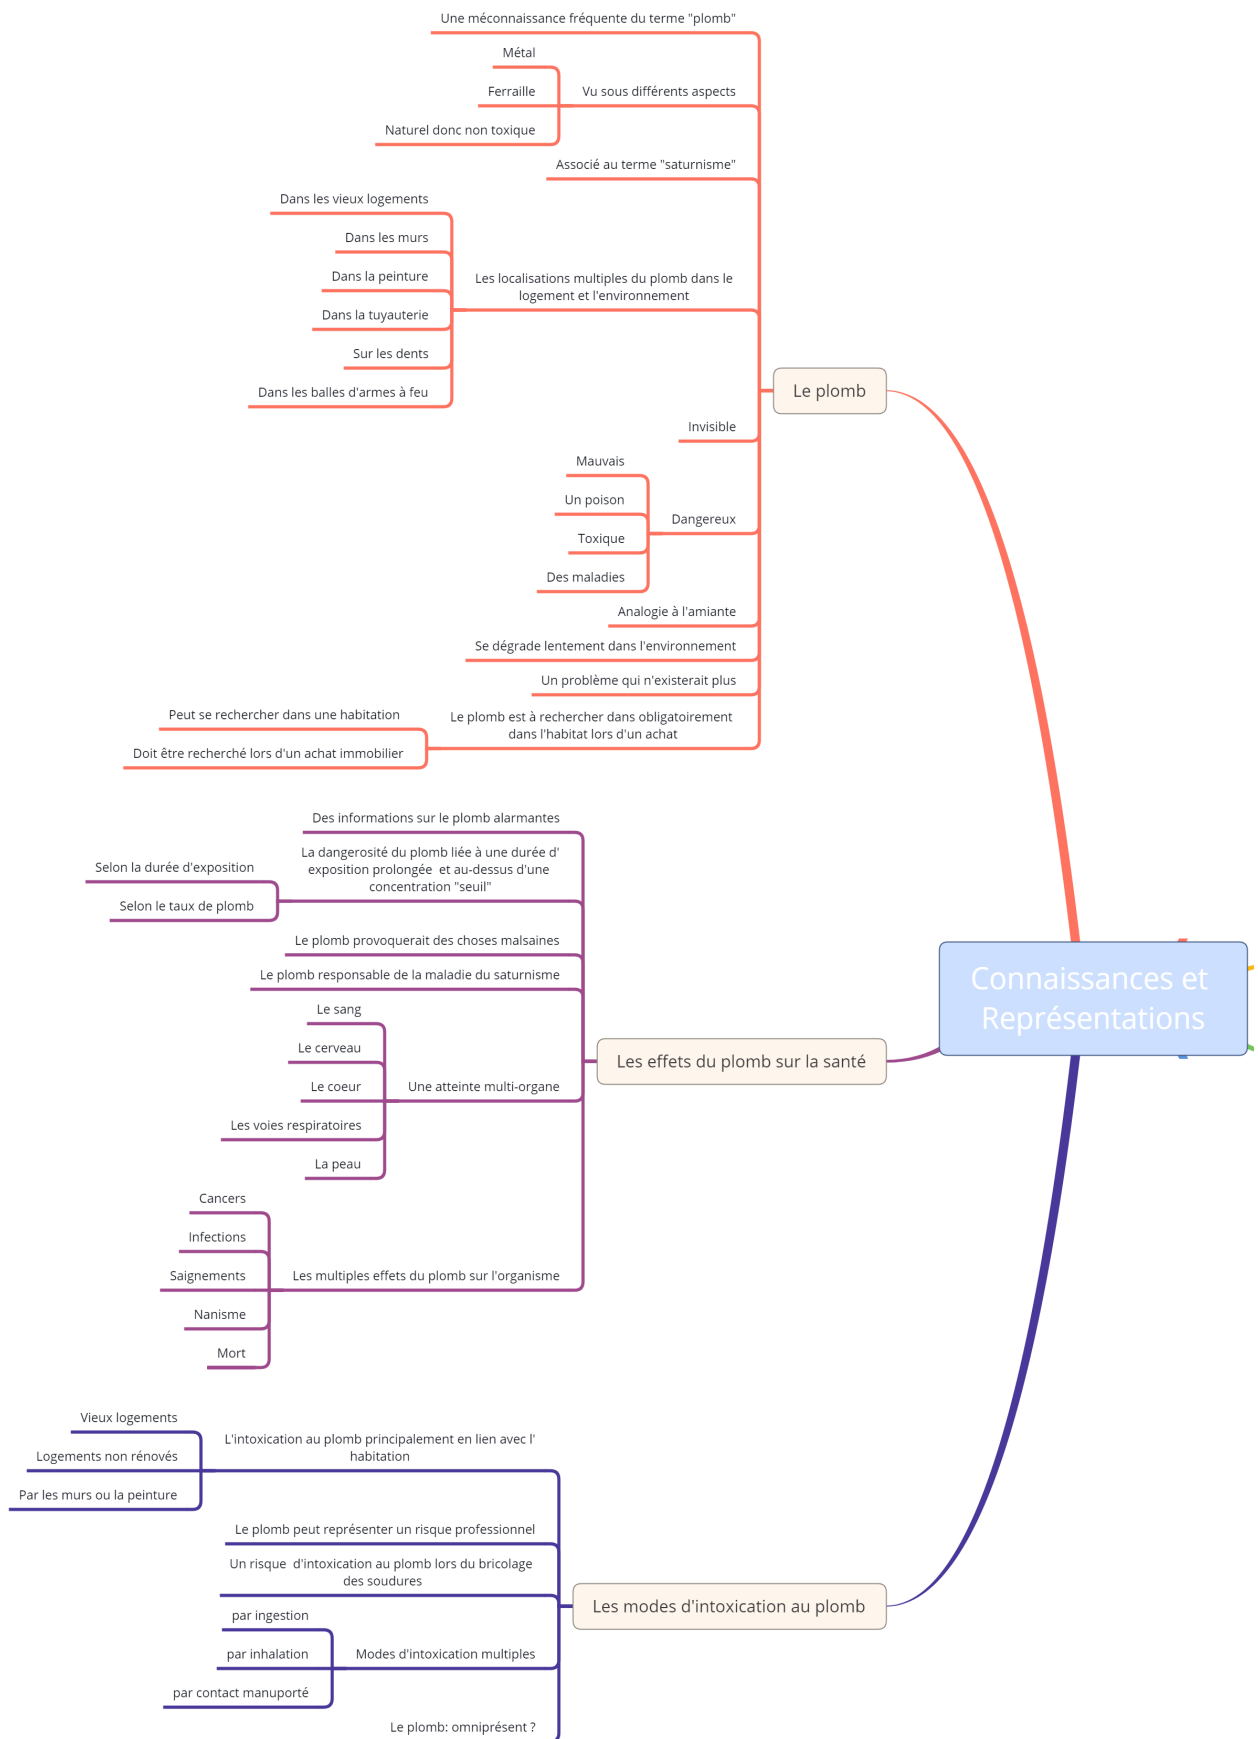 Une méconnaissance fréquente du terme "plomb"
Métal
Ferraille
Vu sous différents aspects
Naturel donc non toxique
Associé au terme "saturnisme"
Dans les vieux logements
Dans les murs
Dans la peinture
Les localisations multiples du plomb dans le
logement et l'environnement
Dans la tuyauterie
Sur les dents
Dans les balles d'armes à feu
Le plomb
Invisible
Mauvais
Un poison
Dangereux
Toxique
Des maladies
Analogie à l'amiante
Se dégrade lentement dans l'environnement
Un problème qui n'existerait plus
Peut se rechercher dans une habitation
Le plomb est à rechercher dans obligatoirement
dans l'habitat lors d'un achat
Doit être recherché lors d'un achat immobilier
Des informations sur le plomb alarmantes
La dangerosité du plomb liée à une durée d'
exposition prolongée  et au-dessus d'une
concentration "seuil"
Selon la durée d'exposition
Selon le taux de plomb
Le plomb provoquerait des choses malsaines
Le plomb responsable de la maladie du saturnisme
Connaissances et
Représentations
Le sang
Le cerveau
Les effets du plomb sur la santé
Le coeur
Une atteinte multi-organe
Les voies respiratoires
La peau
Cancers
Infections
Saignements
Les multiples effets du plomb sur l'organisme
Nanisme
Mort
Vieux logements
L'intoxication au plomb principalement en lien avec l'
habitation
Logements non rénovés
Par les murs ou la peinture
Le plomb peut représenter un risque professionnel
Un risque  d'intoxication au plomb lors du bricolage
des soudures
Les modes d'intoxication au plomb
par ingestion
par inhalation
Modes d'intoxication multiples
par contact manuporté
Le plomb: omniprésent ?